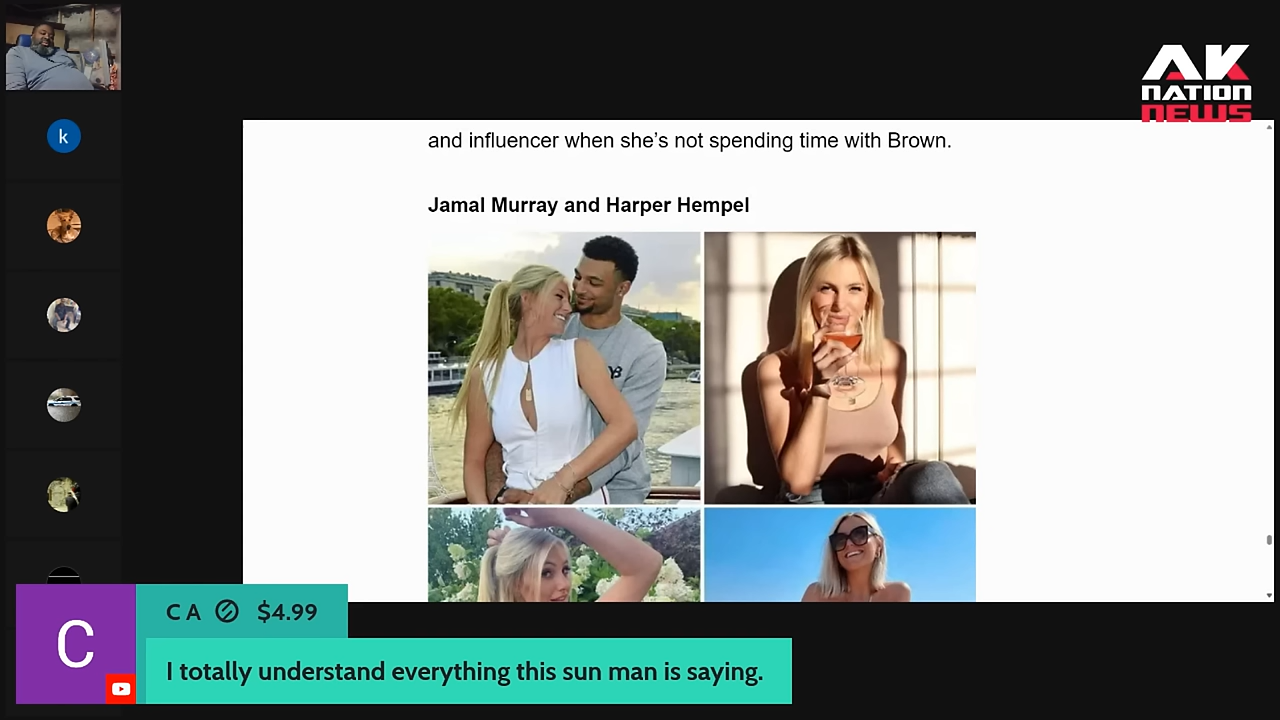 AK
NATION
NEWS
k
and influencer when she's not spending time with Brown.
Jamal Murray and Harper Hempel
C
C A $4.99
I totally understand everything this sun man is saying.